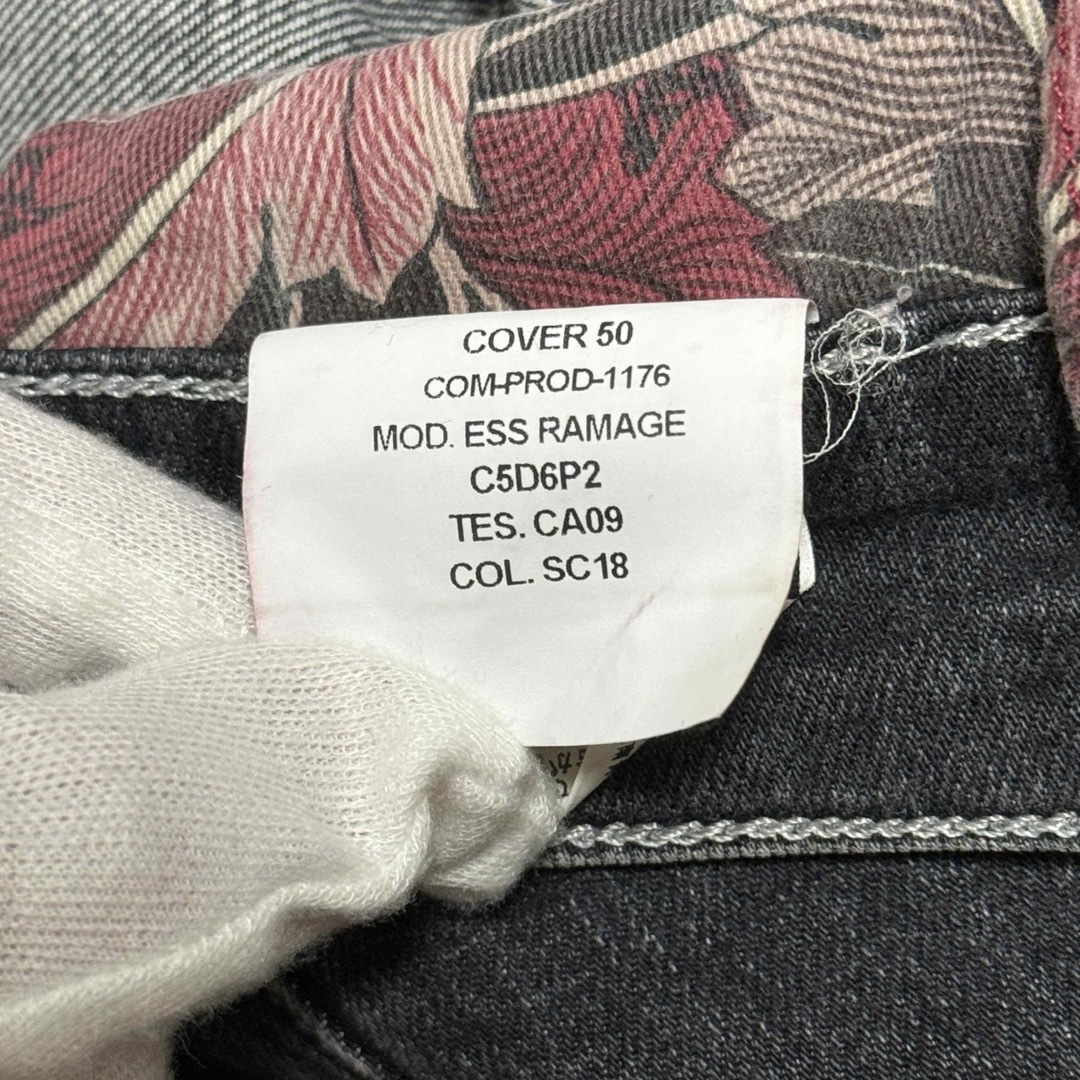 COVER 50
COM-PROD-1176
MOD. ESS RAMAGE
C5D6P2
TES. CA09
COL. SC18